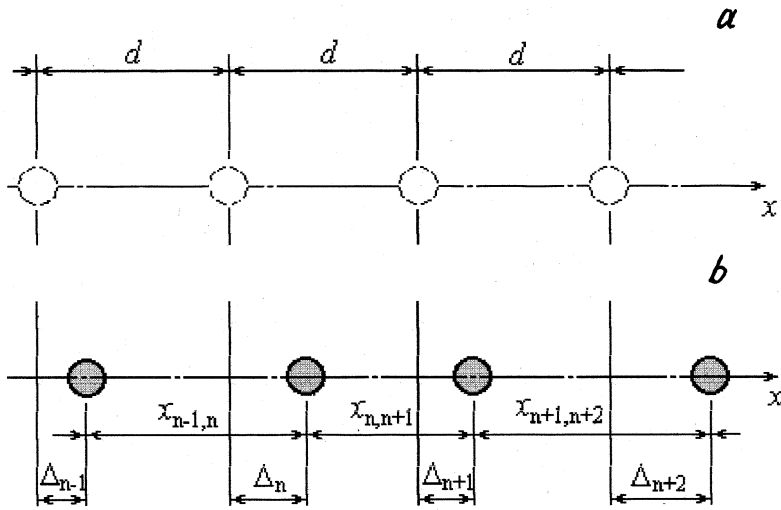 a
d d d
x
b
x
x_{n-1,n} x_{n,n+1} x_{n+1,n+2}
Δ_{n-1} Δ_n Δ_{n+1} Δ_{n+2}